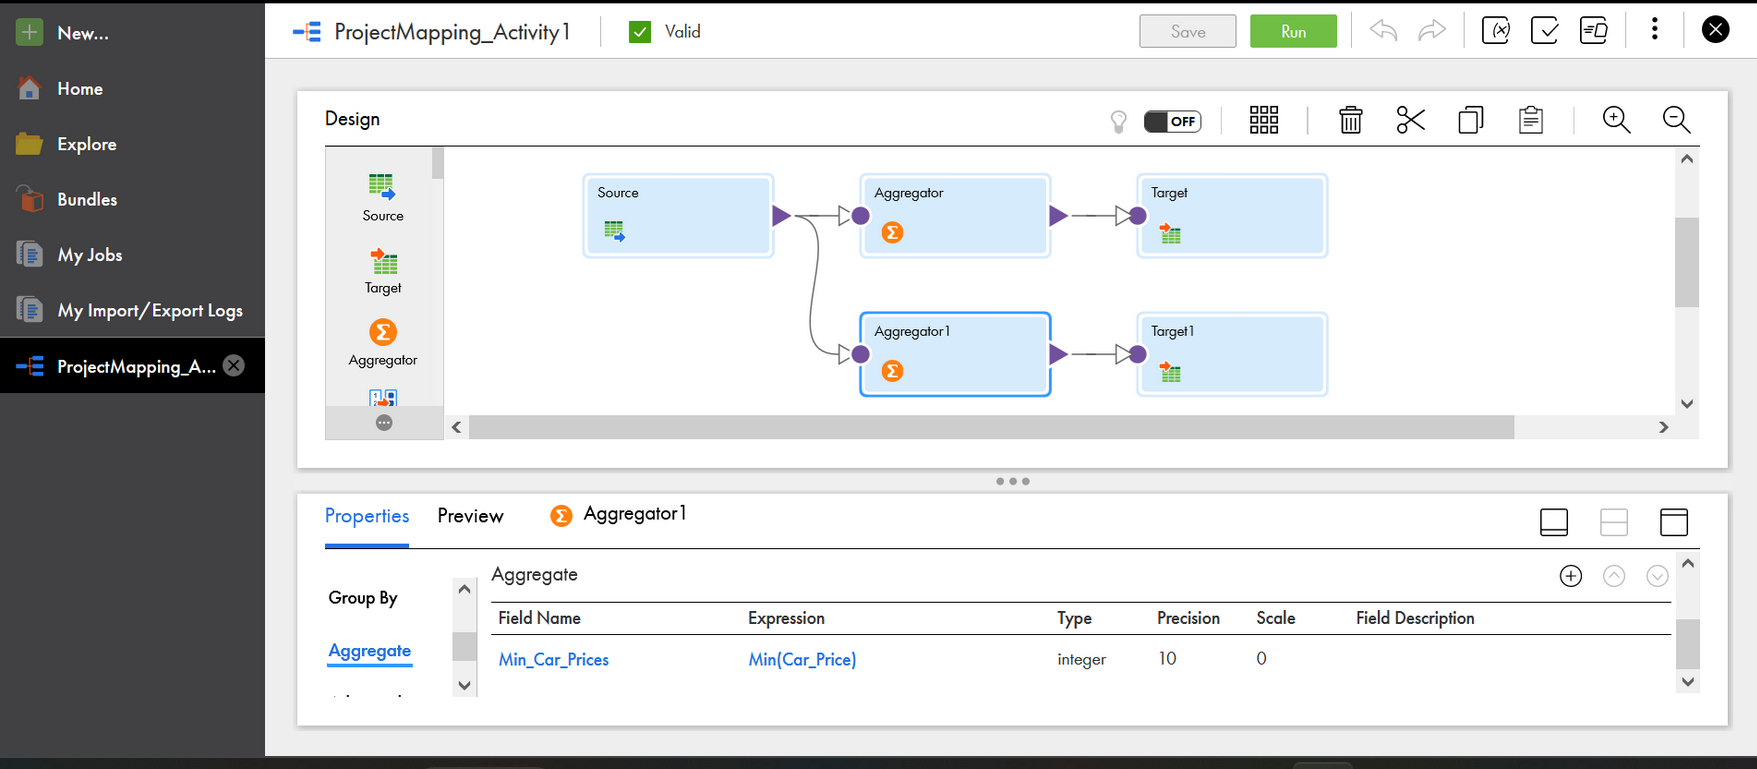 New...
Home
Explore
Bundles
My Jobs
My Import/Export Logs
ProjectMapping_A...
ProjectMapping_Activity1
Valid
Save
Run
Design
OFF
Source
Target
Aggregator
Source
Aggregator
Target
Aggregator1
Target1
Properties
Preview
Aggregator1
Group By
Aggregate
Aggregate
Field Name Expression Type Precision Scale Field Description
Min_Car_Prices Min(Car_Price) integer 10 0